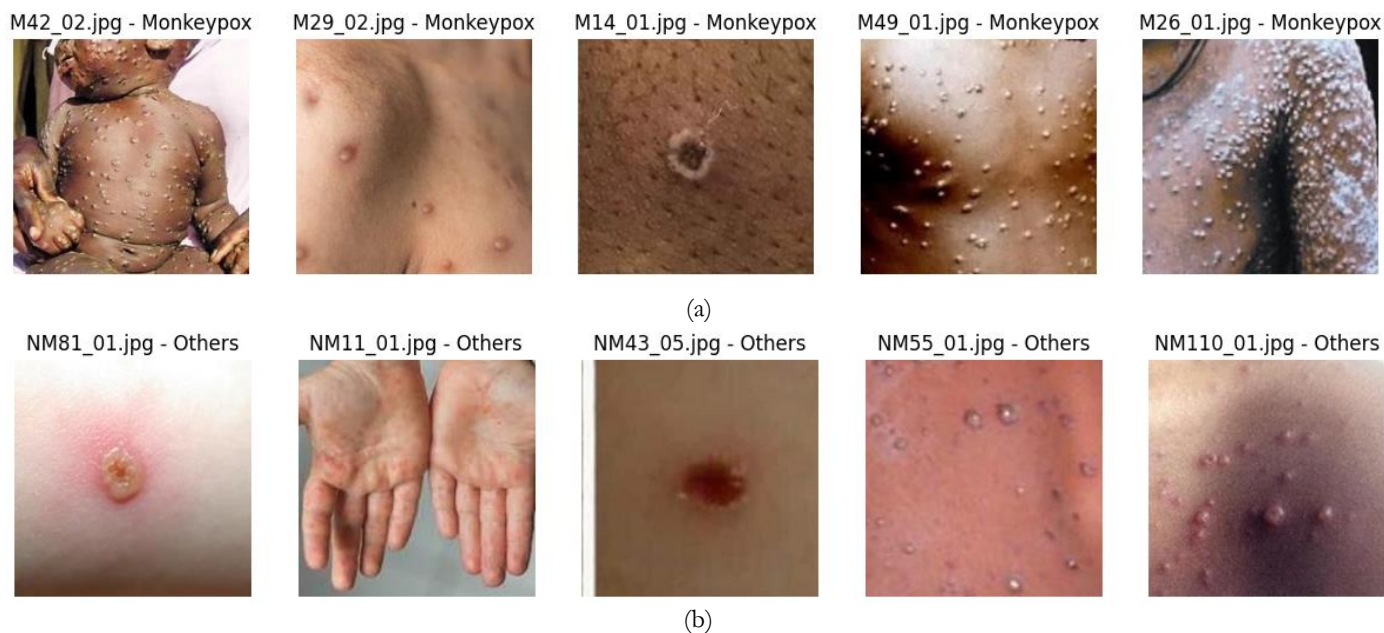 M42_02.jpg - Monkeypox M29_02.jpg - Monkeypox M14_01.jpg - Monkeypox M49_01.jpg - Monkeypox M26_01.jpg - Monkeypox
(a)
NM81_01.jpg - Others NM11_01.jpg - Others NM43_05.jpg - Others NM55_01.jpg - Others NM110_01.jpg - Others
(b)